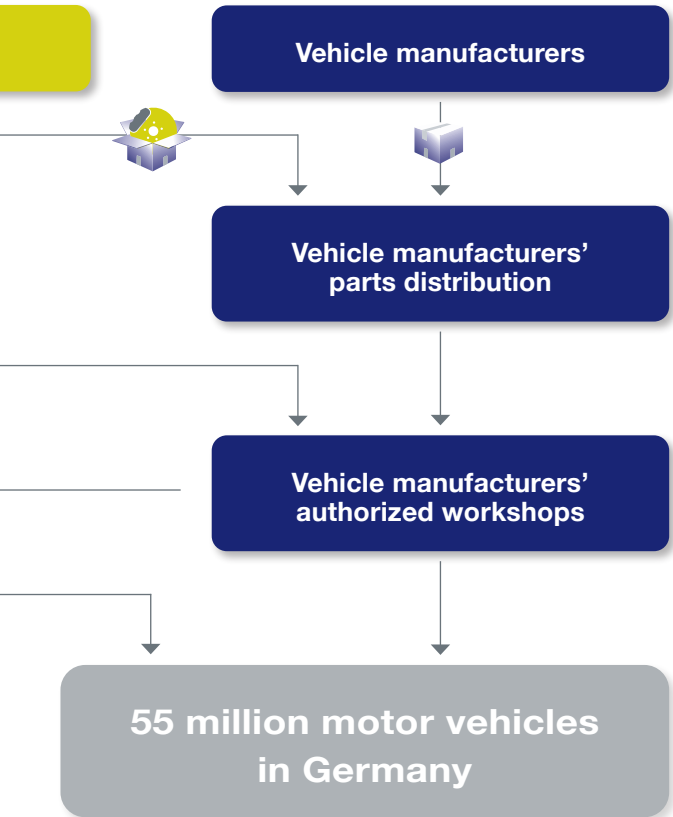 Vehicle manufacturers
Vehicle manufacturers’
parts distribution
Vehicle manufacturers’
authorized workshops
55 million motor vehicles
in Germany